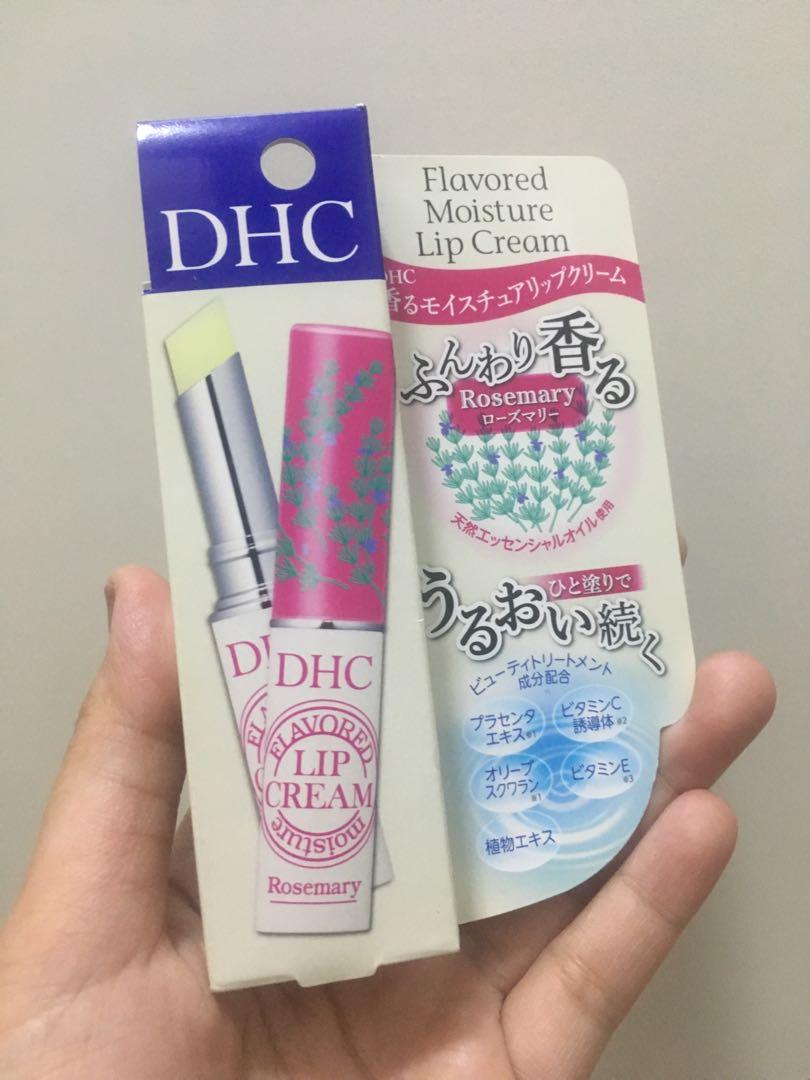 DHC
Flavored
Moisture
Lip Cream
DHC
香るモイスチュアリップクリーム
ふんわり香る
Rosemary
ローズマリー
天然エッセンシャルオイル使用
ひと塗りで
うるおい続く
ビューティトリートメント
成分配合
プラセンタ
エキス※1
ビタミンC
誘導体※2
オリーブ
スクワラン
※1
ビタミンE
※3
植物エキス
DHC
FLAVORED
LIP
CREAM
moisture
Rosemary